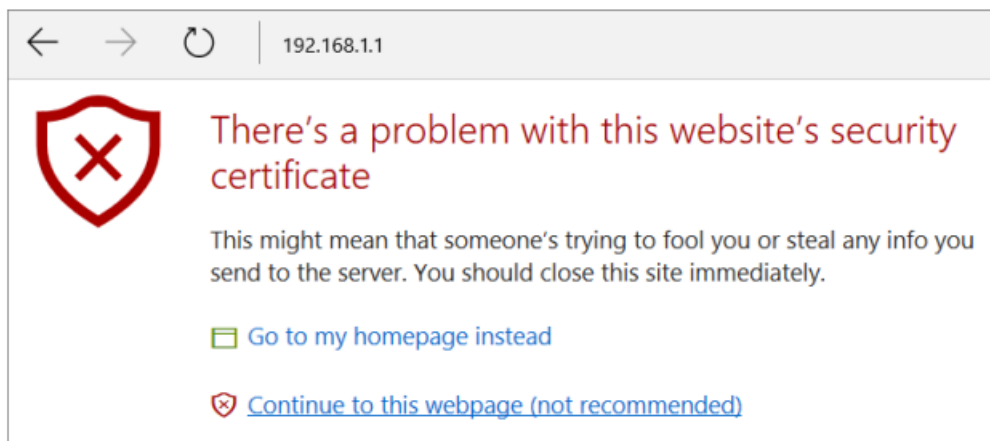 192.168.1.1
There's a problem with this website's security
certificate
This might mean that someone's trying to fool you or steal any info you
send to the server. You should close this site immediately.
Go to my homepage instead
Continue to this webpage (not recommended)